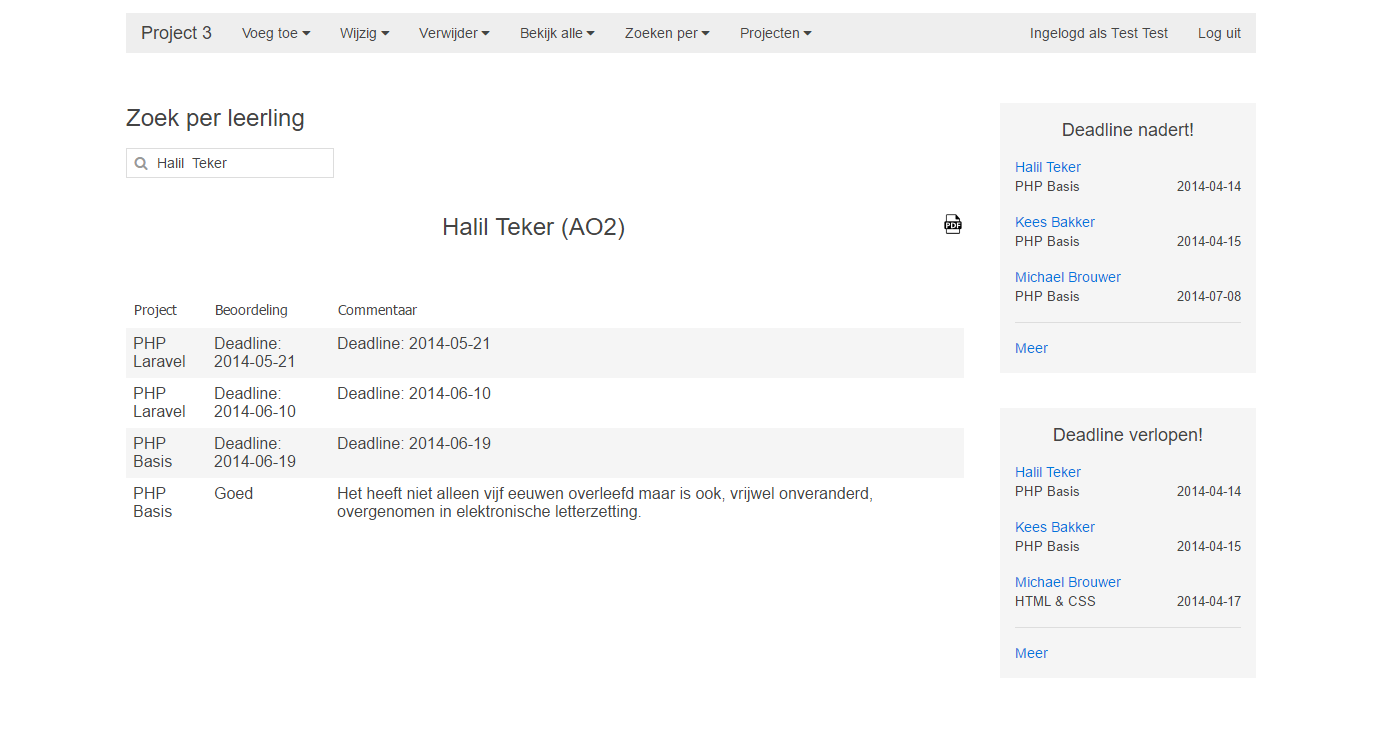 Project 3 Voeg toe Wijzig Verwijder Bekijk alle Zoeken per Projecten Ingelogd als Test Test Log uit
Zoek per leerling
Halil Teker
Halil Teker (AO2)
PDF
Project Beoordeling Commentaar
PHP Deadline: Deadline: 2014-05-21
Laravel 2014-05-21
PHP Deadline: Deadline: 2014-06-10
Laravel 2014-06-10
PHP Deadline: Deadline: 2014-06-19
Basis 2014-06-19
PHP Goed Het heeft niet alleen vijf eeuwen overleefd maar is ook, vrijwel onveranderd,
Basis overgenomen in elektronische letterzetting.
Deadline nadert!
Halil Teker
PHP Basis 2014-04-14
Kees Bakker
PHP Basis 2014-04-15
Michael Brouwer
PHP Basis 2014-07-08
Meer
Deadline verlopen!
Halil Teker
PHP Basis 2014-04-14
Kees Bakker
PHP Basis 2014-04-15
Michael Brouwer
HTML & CSS 2014-04-17
Meer